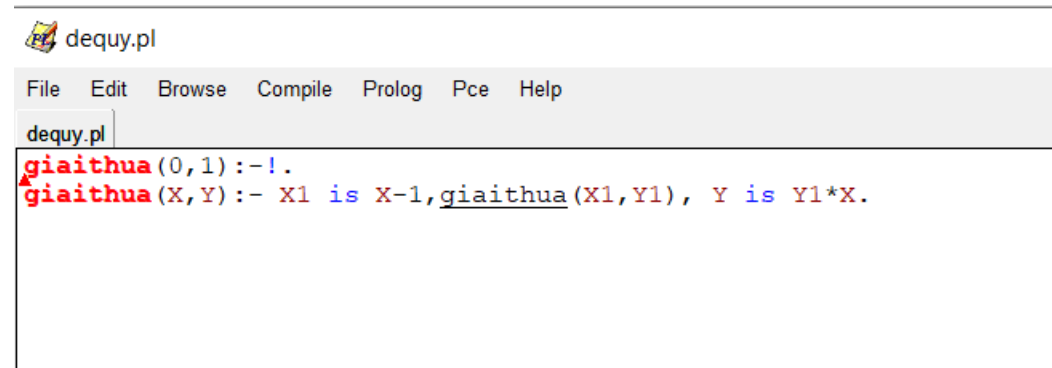 dequy.pl
File Edit Browse Compile Prolog Pce Help
dequy.pl
giaithua(0,1):-!.
giaithua(X,Y):- X1 is X-1,giaithua(X1,Y1), Y is Y1*X.